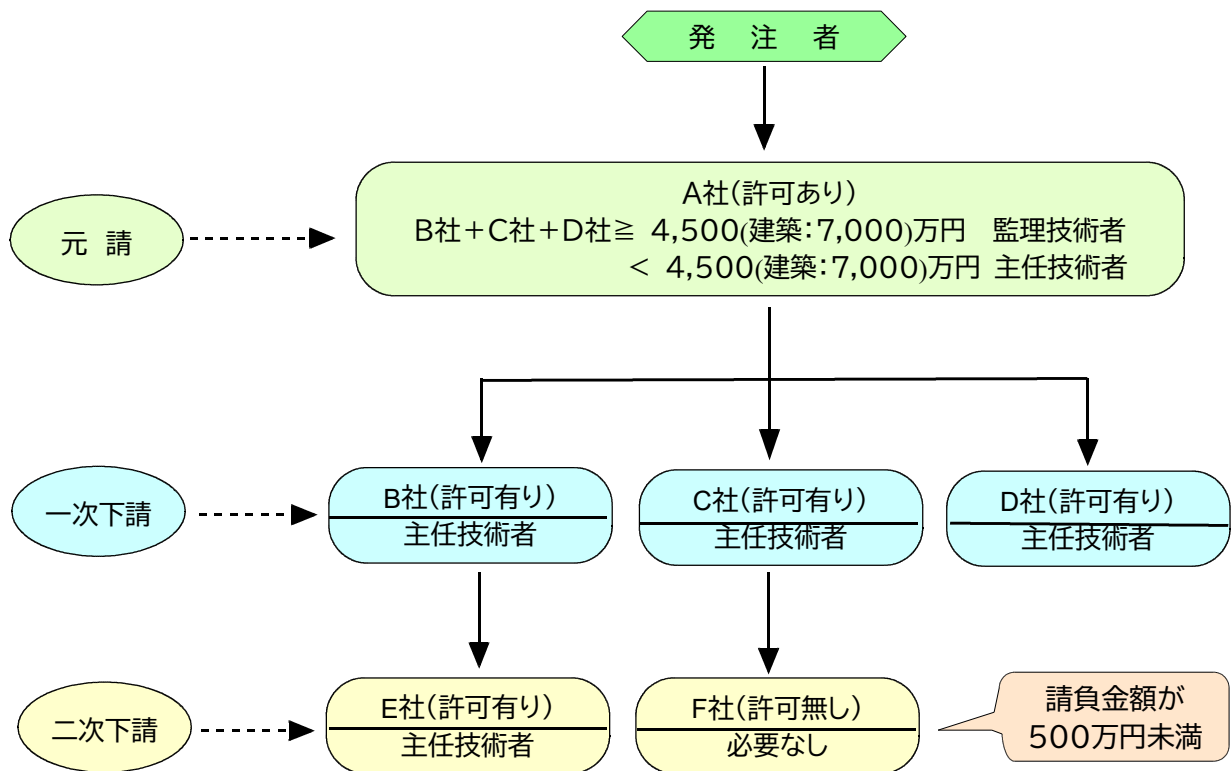 発 注 者
元 請
A社(許可あり)
B社+C社+D社≧ 4,500(建築:7,000)万円 監理技術者
< 4,500(建築:7,000)万円 主任技術者
一次下請
B社(許可有り)
主任技術者
C社(許可有り)
主任技術者
D社(許可有り)
主任技術者
二次下請
E社(許可有り)
主任技術者
F社(許可無し)
必要なし
請負金額が
500万円未満